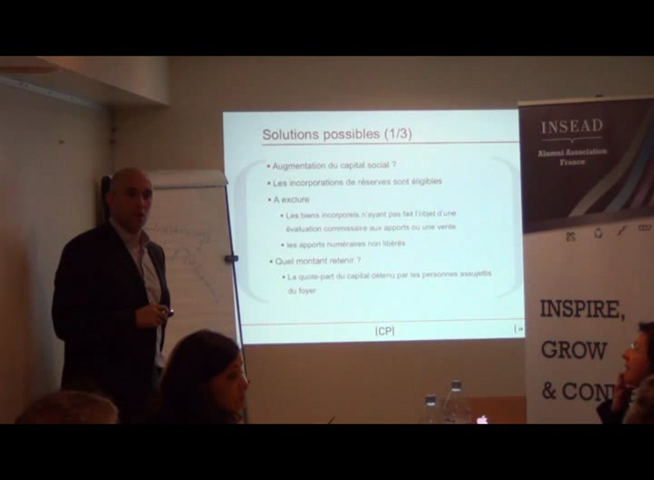 Solutions possibles (1/3)
• Augmentation du capital social ?
• Les incorporations de réserves sont éligibles
• A exclure
• Les biens incorporels n'ayant pas fait l'objet d'une
évaluation commissaire aux apports ou une vente
• les apports numéraires non libérés
• Quel montant retenir ?
• La quote-part du capital détenu par les personnes assujettis
du foyer
|CP|
INSEAD
Alumni Association
France
INSPIRE,
GROW
& CON